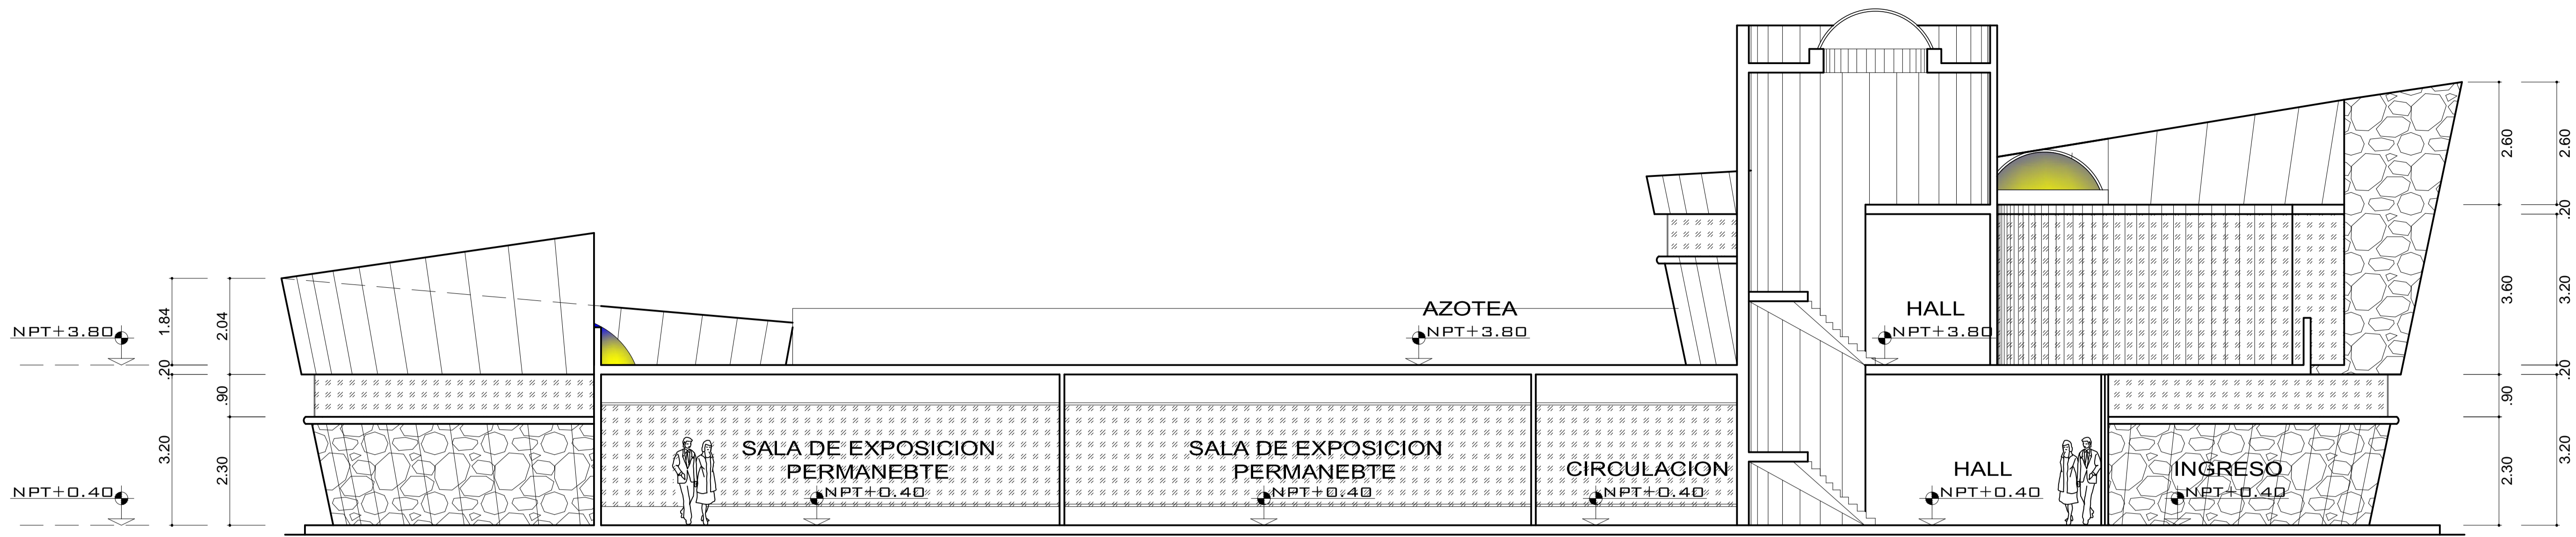 AZOTEA
NPT+3.80
HALL
NPT+3.80
NPT+3.80
1.84
2.04
.20
.90
3.20
2.30
NPT+0.40
SALA DE EXPOSICION
PERMANEBTE
NPT+0.40
SALA DE EXPOSICION
PERMANEBTE
NPT+0.40
CIRCULACION
NPT+0.40
HALL
NPT+0.40
INGRESO
NPT+0.40
2.60
2.60
.20
3.60
3.20
.20
.90
2.30
3.20